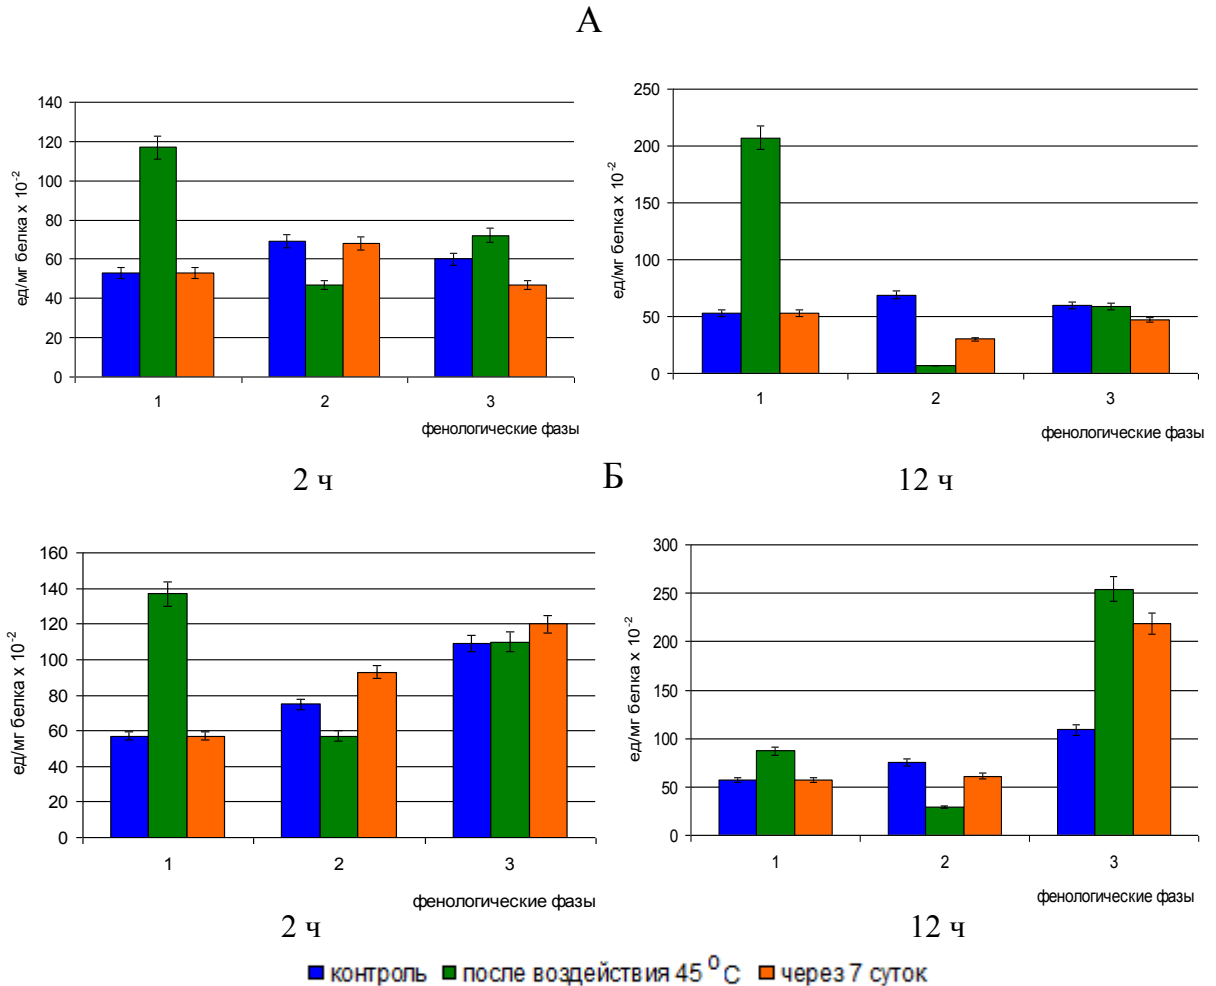 А
ед/мг белка x 10⁻²
140
120
100
80
60
40
20
0
1 2 3
фенологические фазы
2 ч
ед/мг белка x 10⁻²
250
200
150
100
50
0
1 2 3
фенологические фазы
12 ч
Б
ед/мг белка x 10⁻²
160
140
120
100
80
60
40
20
0
1 2 3
фенологические фазы
2 ч
ед/мг белка x 10⁻²
300
250
200
150
100
50
0
1 2 3
фенологические фазы
12 ч
контроль после воздействия 45 ⁰ С через 7 суток